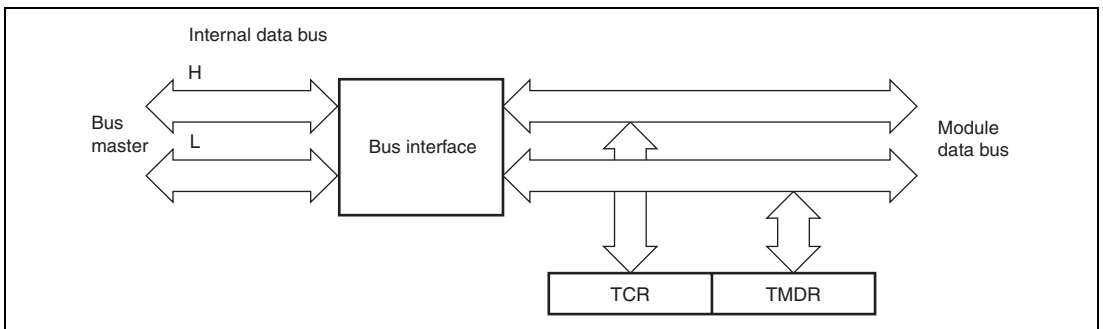 Internal data bus
H
Bus
master
L
Bus interface
Module
data bus
TCR
TMDR